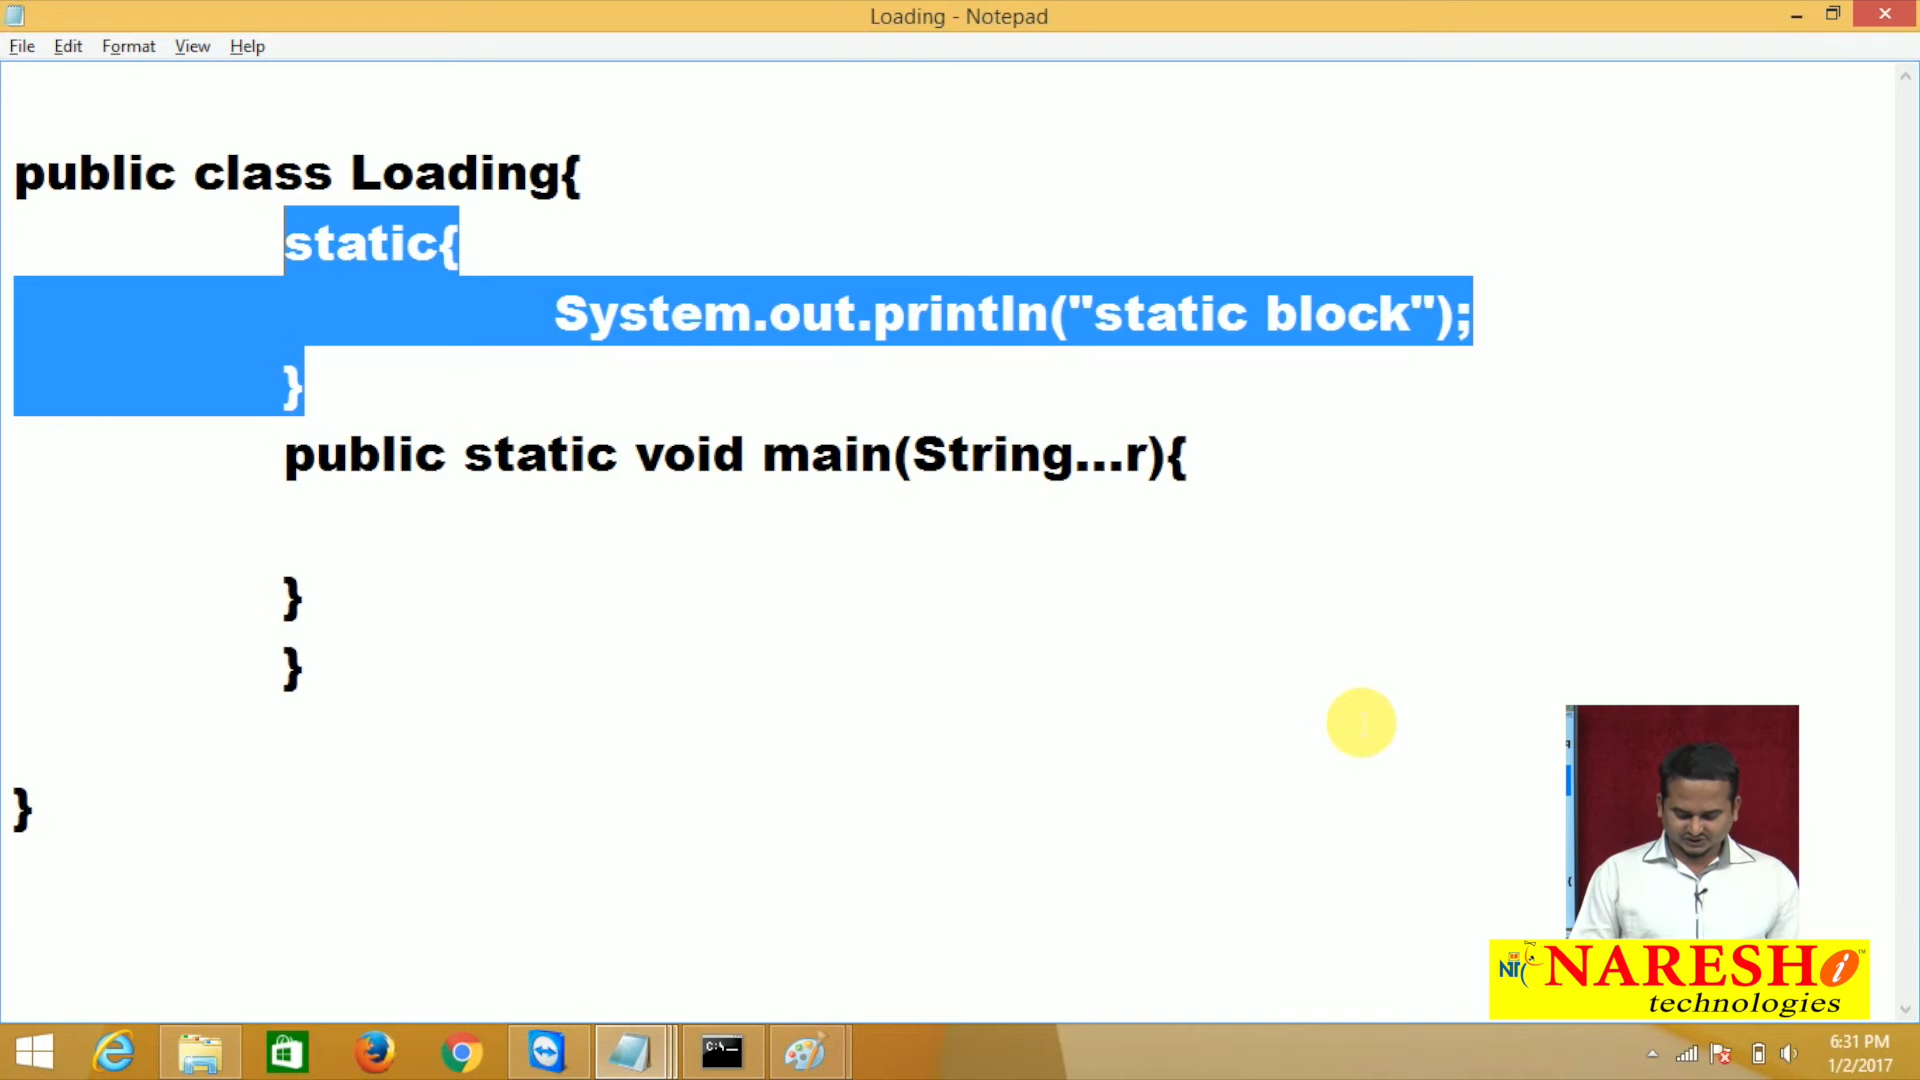 Loading - Notepad
File Edit Format View Help
public class Loading{
static{
System.out.println("static block");
}
public static void main(String...r){
}
}
}
NARESH i
technologies
6:31 PM
1/2/2017